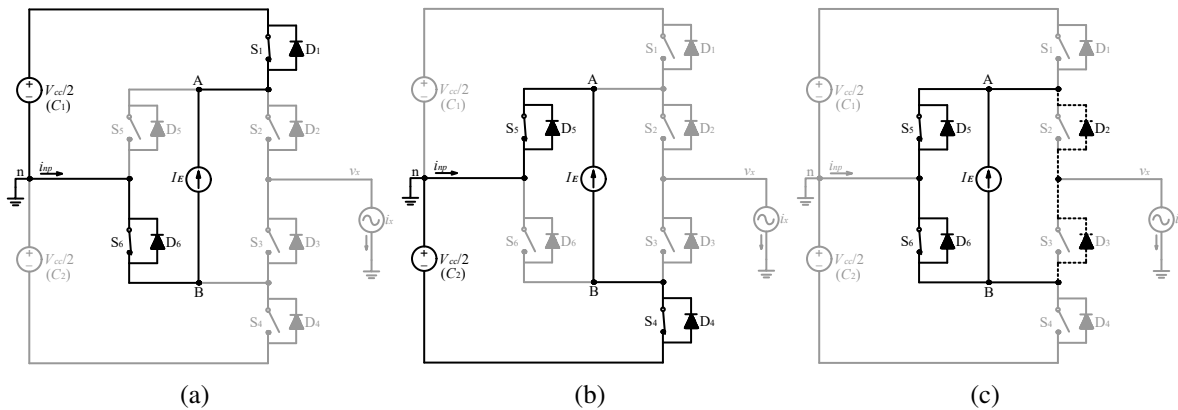 S1 D1
Vcc/2
(C1)
A
S5 D5
S2 D2
n
inp
IE
vx
ix
S6 D6
S3 D3
Vcc/2
(C2)
B
S4 D4
(a)
S1 D1
Vcc/2
(C1)
A
S5 D5
S2 D2
n
inp
IE
vx
ix
S6 D6
S3 D3
Vcc/2
(C2)
B
S4 D4
(b)
S1 D1
Vcc/2
(C1)
A
S5 D5
S2 D2
n
inp
IE
vx
S6 D6
S3 D3
Vcc/2
(C2)
B
S4 D4
(c)